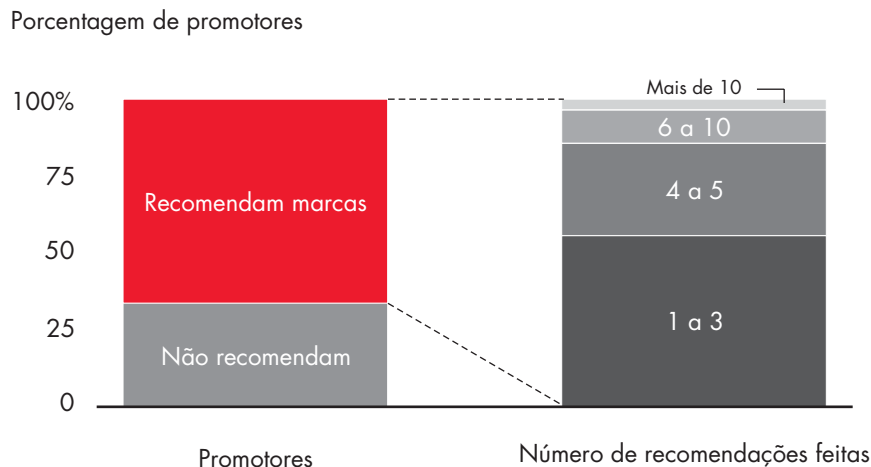 Porcentagem de promotores
100%
75
50
25
0
Recomendam marcas
Não recomendam
Mais de 10
6 a 10
4 a 5
1 a 3
Promotores
Número de recomendações feitas